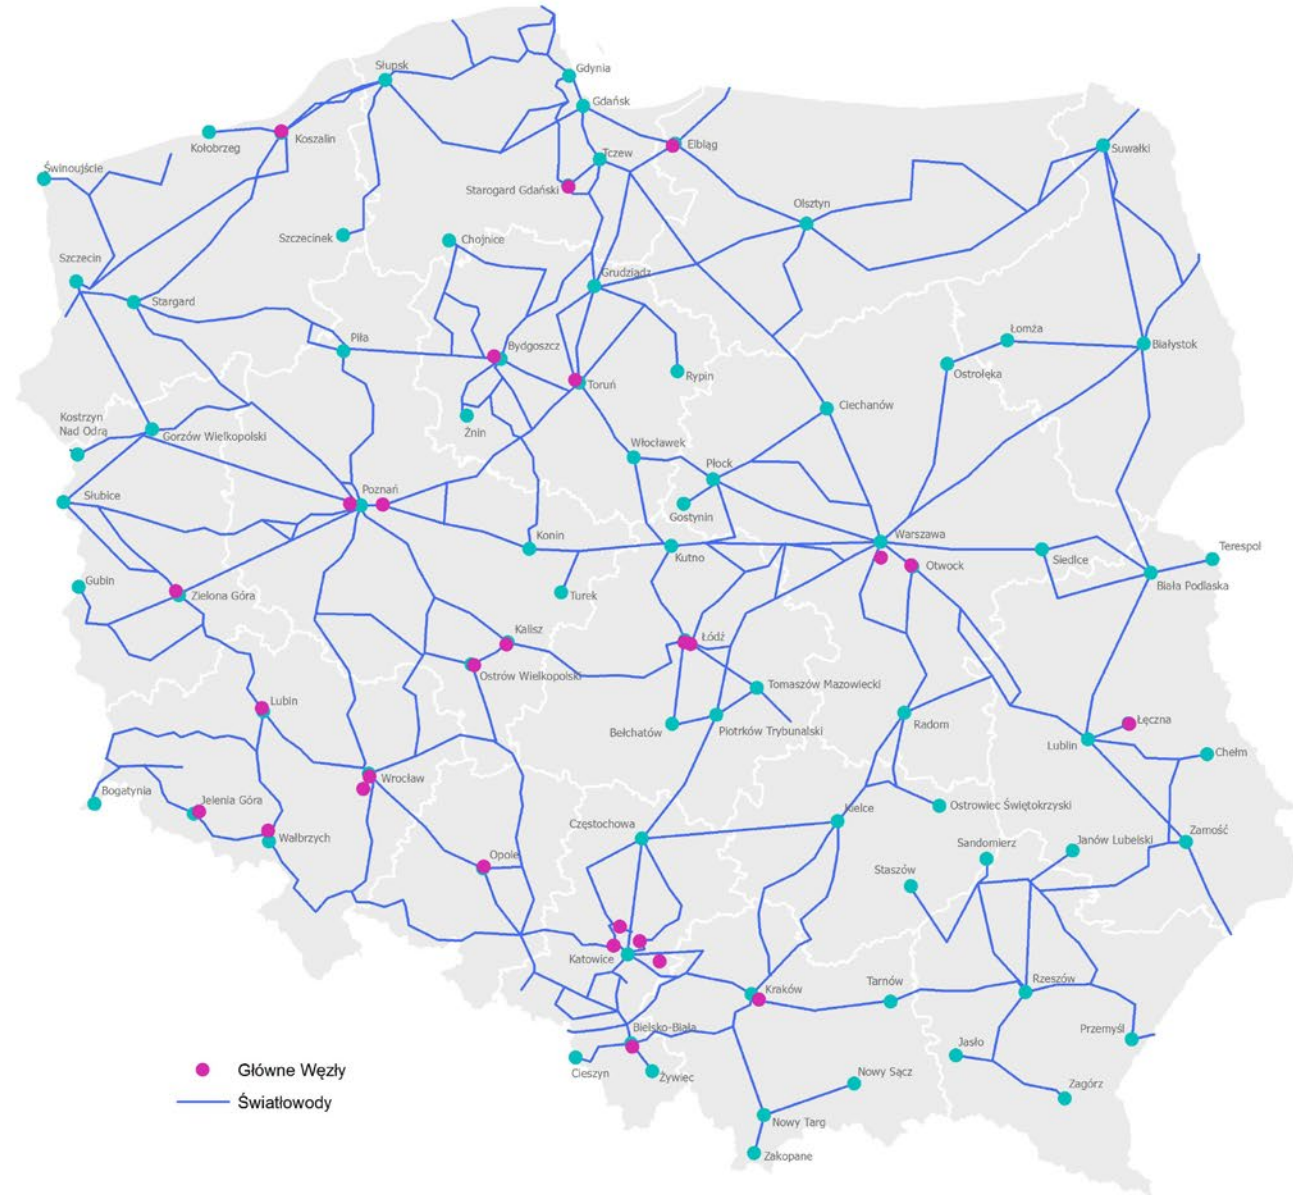 Słupsk
Gdynia
Gdańsk
Koszalin
Kołobrzeg
Elbląg
Suwałki
Tczew
Świnoujście
Starogard Gdański
Olsztyn
Szczecinek
Chojnice
Szczecin
Grudziądz
Stargard
Łomża
Piła
Bydgoszcz
Białystok
Ostrołęka
Rypin
Toruń
Ciechanów
Kostrzyn
Nad Odrą
Gorzów Wielkopolski
Żnin
Włocławek
Płock
Słubice
Poznań
Gostynin
Konin
Warszawa
Kutno
Siedlce
Terespol
Otwock
Gubin
Biała Podlaska
Zielona Góra
Turek
Kalisz
Łódź
Ostrów Wielkopolski
Tomaszów Mazowiecki
Lubin
Łęczna
Bełchatów
Piotrków Trybunalski
Radom
Lublin
Chełm
Wrocław
Bogatynia
Jelenia Góra
Kielce
Ostrowiec Świętokrzyski
Częstochowa
Zamość
Wałbrzych
Sandomierz
Janów Lubelski
Opole
Staszów
Katowice
Tarnów
Rzeszów
Kraków
Bielsko-Biała
Przemyśl
Jasło
Główne Węzły
Cieszyn
Żywiec
Nowy Sącz
Zagórz
Światłowody
Nowy Targ
Zakopane